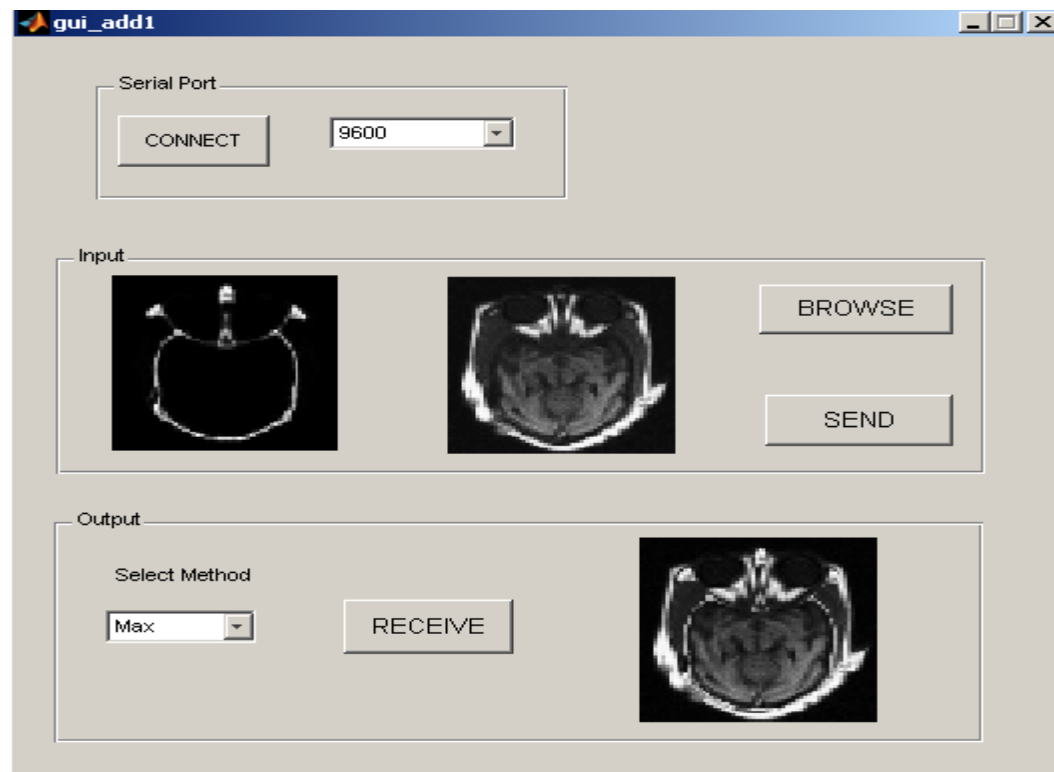 gui_add1
Serial Port
CONNECT
9600
Input
BROWSE
SEND
Output
Select Method
Max
RECEIVE